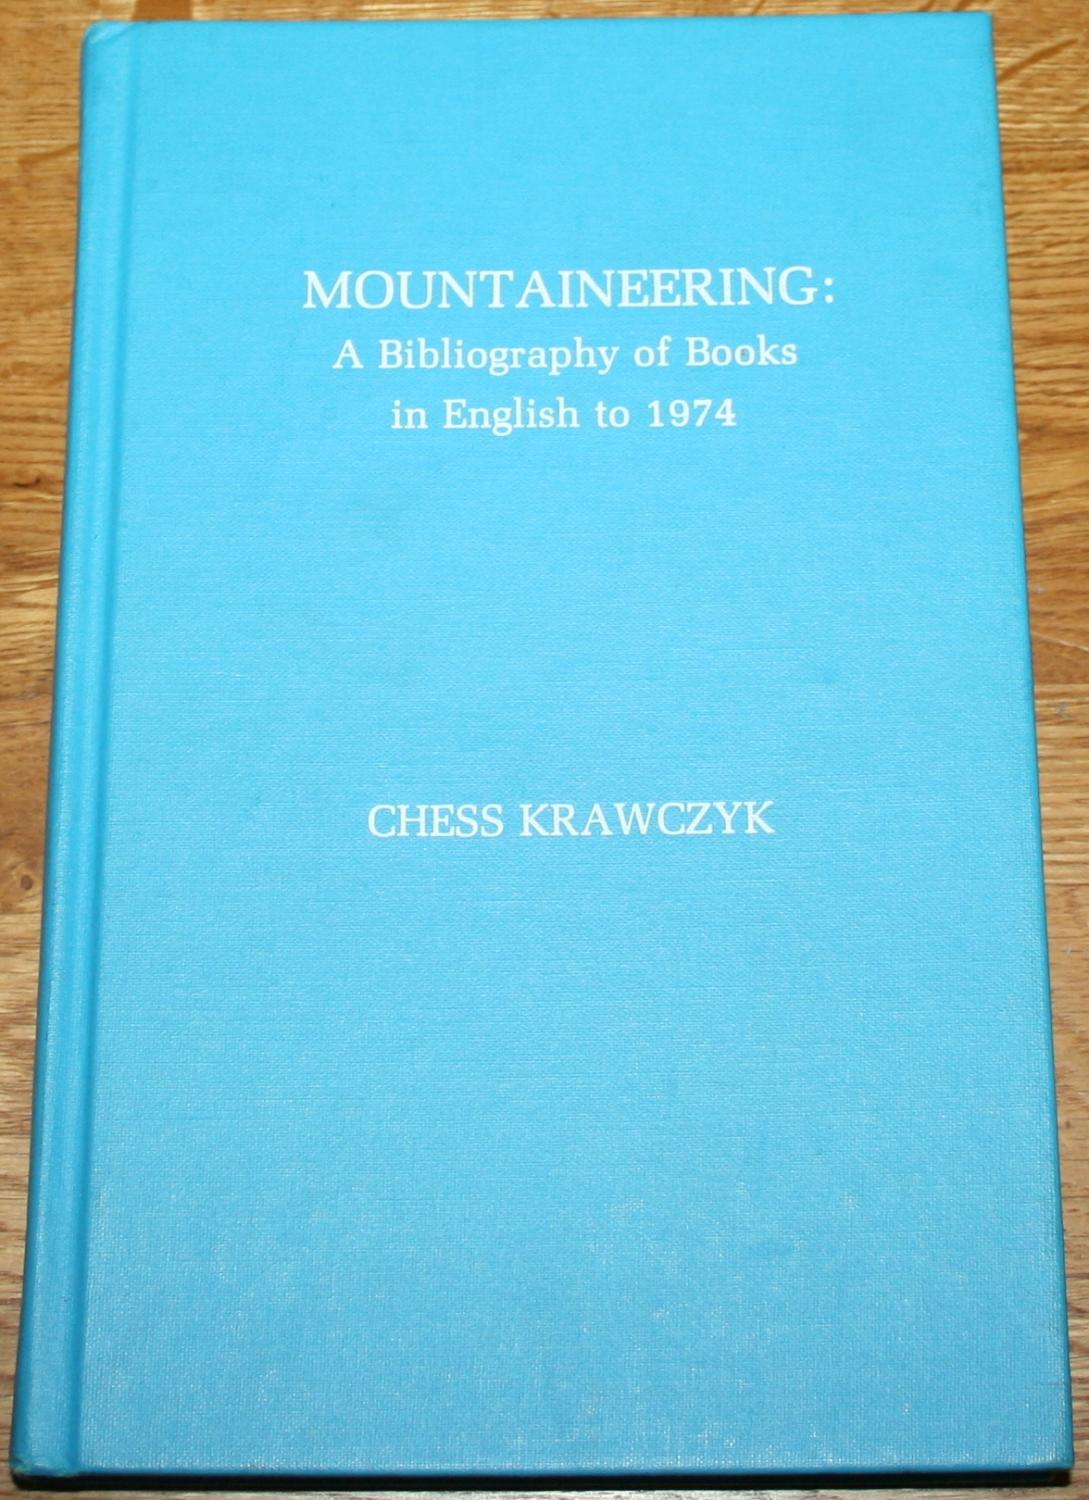 MOUNTAINEERING:
A Bibliography of Books
in English to 1974
CHESS KRAWCZYK